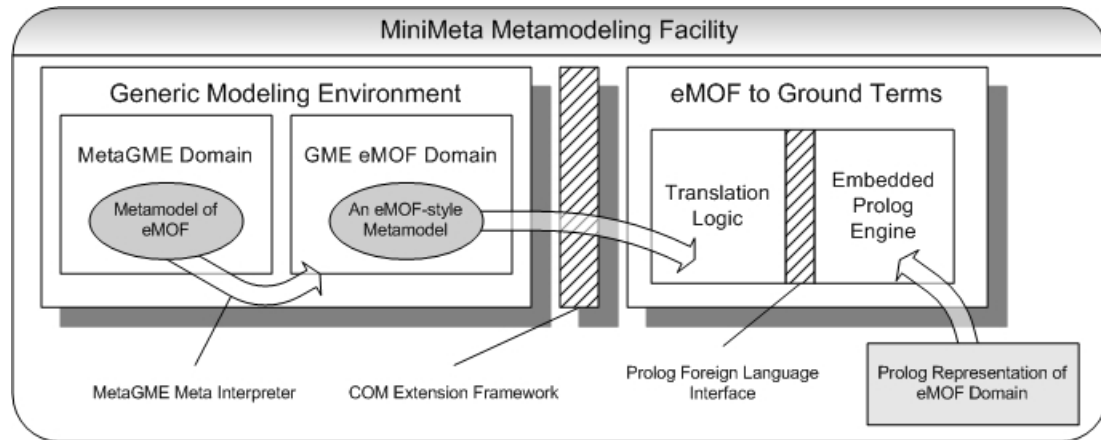 MiniMeta Metamodeling Facility
Generic Modeling Environment
MetaGME Domain
Metamodel of
eMOF
GME eMOF Domain
An eMOF-style
Metamodel
eMOF to Ground Terms
Translation
Logic
Embedded
Prolog
Engine
MetaGME Meta Interpreter
COM Extension Framework
Prolog Foreign Language
Interface
Prolog Representation of
eMOF Domain